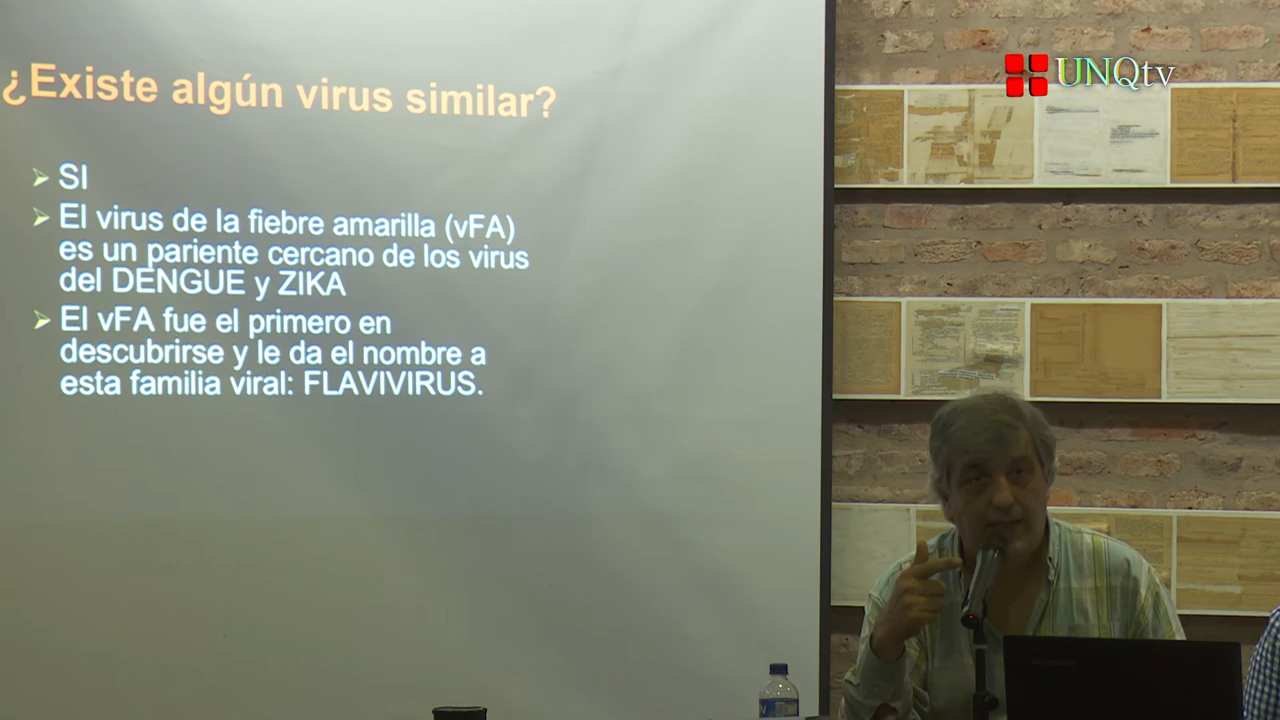 ¿Existe algún virus similar?
SI
El virus de la fiebre amarilla (vFA)
es un pariente cercano de los virus
del DENGUE y ZIKA
El vFA fue el primero en
descubrirse y le da el nombre a
esta familia viral: FLAVIVIRUS.
UNQtv